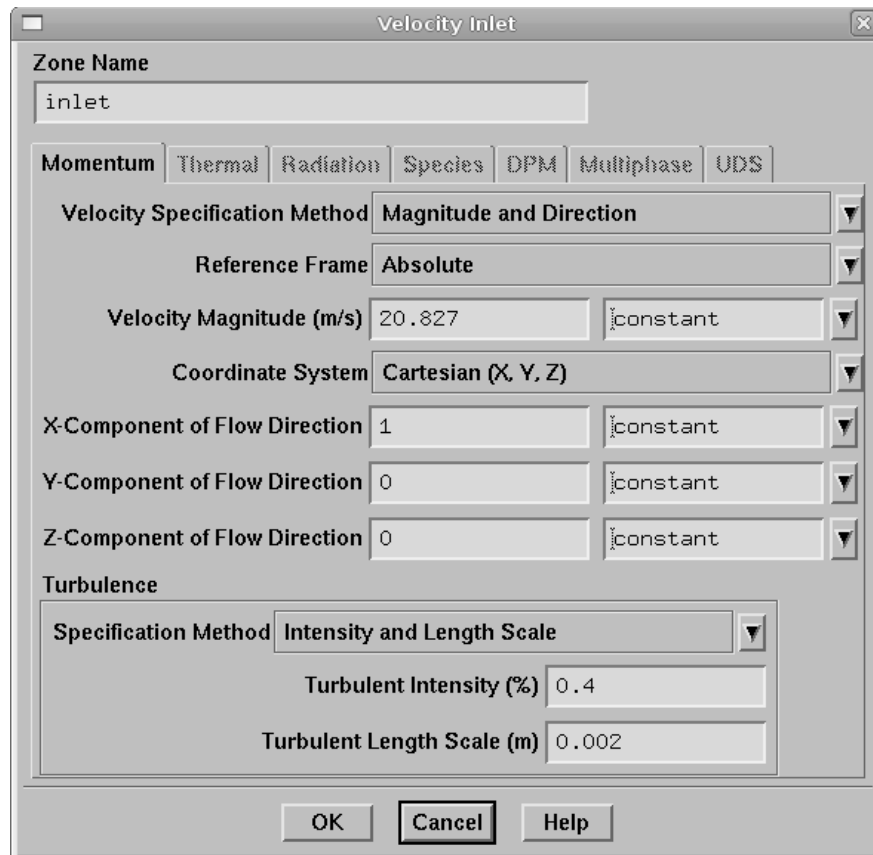 Velocity Inlet
Zone Name
inlet
Momentum Thermal Radiation Species DPM Multiphase UDS
Velocity Specification Method Magnitude and Direction
Reference Frame Absolute
Velocity Magnitude (m/s) 20.827 constant
Coordinate System Cartesian (X, Y, Z)
X-Component of Flow Direction 1 constant
Y-Component of Flow Direction 0 constant
Z-Component of Flow Direction 0 constant
Turbulence
Specification Method Intensity and Length Scale
Turbulent Intensity (%) 0.4
Turbulent Length Scale (m) 0.002
OK Cancel Help